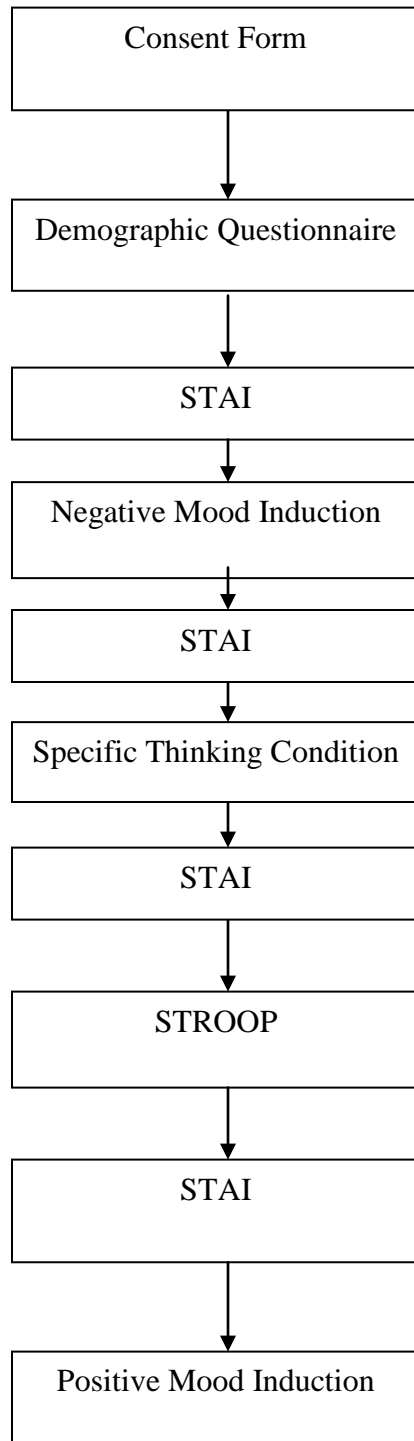 Consent Form
Demographic Questionnaire
STAI
Negative Mood Induction
STAI
Specific Thinking Condition
STAI
STROOP
STAI
Positive Mood Induction